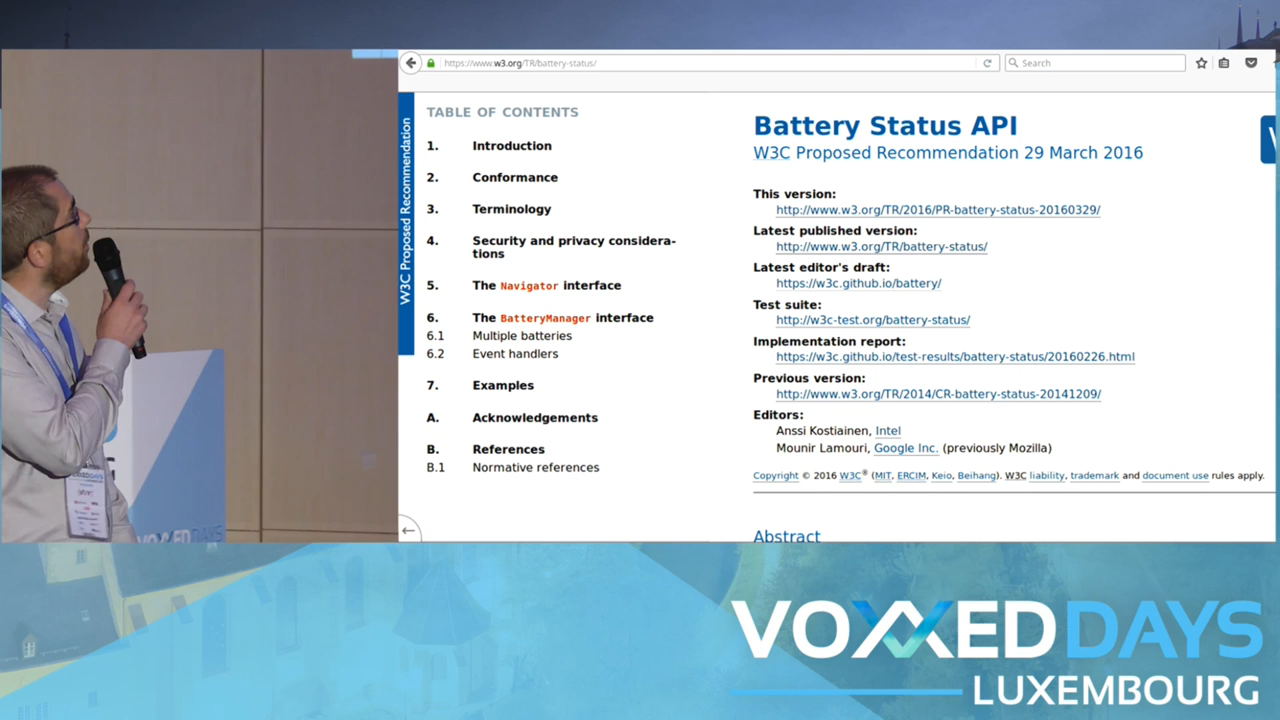 https://www.w3.org/TR/battery-status/
Search
W3C Proposed Recommendation
TABLE OF CONTENTS
1. Introduction
2. Conformance
3. Terminology
4. Security and privacy considera-
tions
5. The Navigator interface
6. The BatteryManager interface
6.1 Multiple batteries
6.2 Event handlers
7. Examples
A. Acknowledgements
B. References
B.1 Normative references
Battery Status API
W3C Proposed Recommendation 29 March 2016
This version:
http://www.w3.org/TR/2016/PR-battery-status-20160329/
Latest published version:
http://www.w3.org/TR/battery-status/
Latest editor's draft:
https://w3c.github.io/battery/
Test suite:
http://w3c-test.org/battery-status/
Implementation report:
https://w3c.github.io/test-results/battery-status/20160226.html
Previous version:
http://www.w3.org/TR/2014/CR-battery-status-20141209/
Editors:
Anssi Kostiainen, Intel
Mounir Lamouri, Google Inc. (previously Mozilla)
Copyright © 2016 W3C® (MIT, ERCIM, Keio, Beihang). W3C liability, trademark and document use rules apply.
Abstract
VOXXED DAYS
LUXEMBOURG
VOXXED DAYS
VOXXEDDAYS
LUXEMBOURG